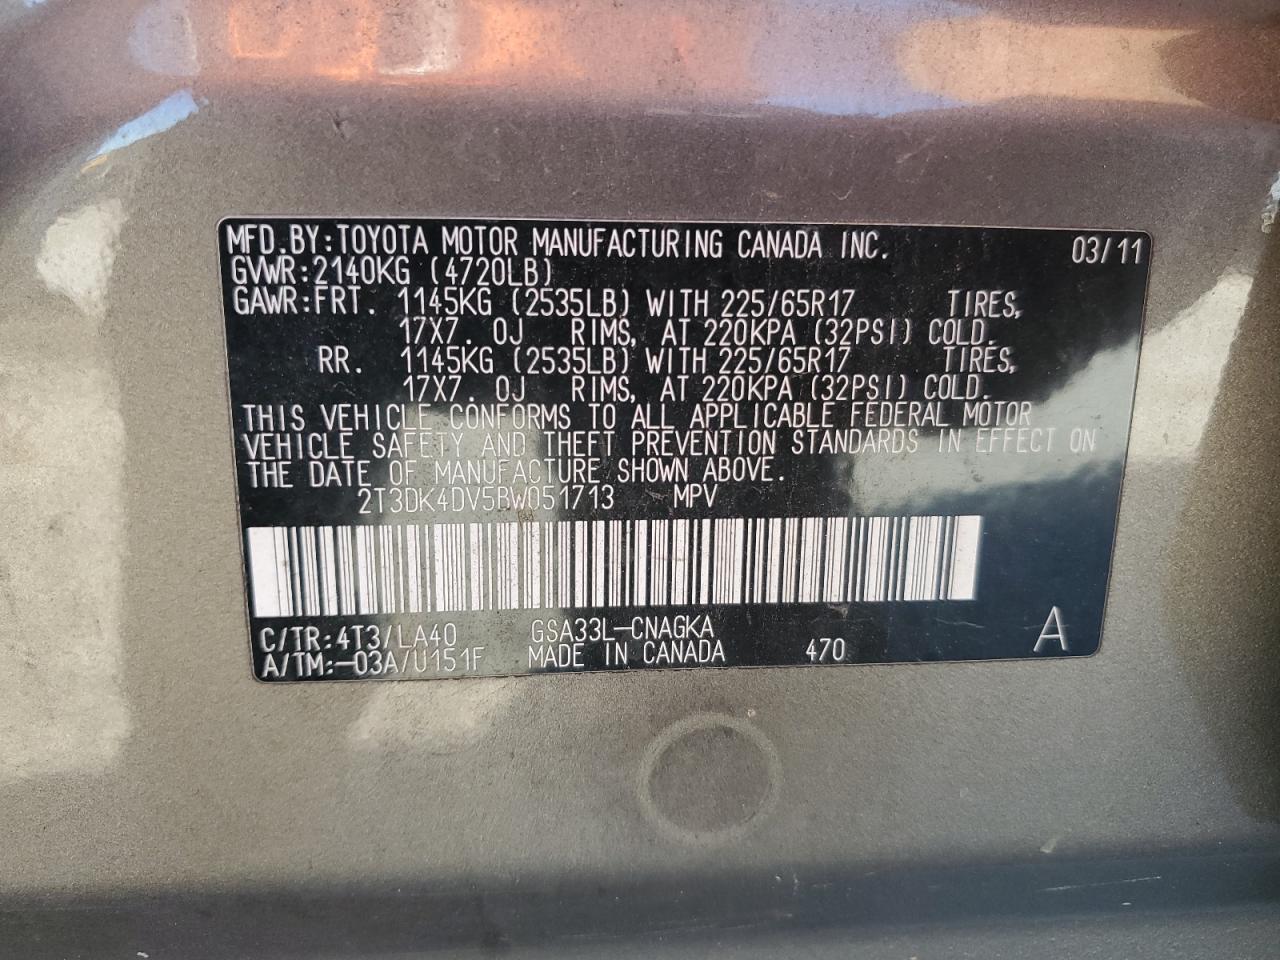 MFD.BY:TOYOTA MOTOR MANUFACTURING CANADA INC. 03/11
GVWR:2140KG (4720LB)
GAWR:FRT. 1145KG (2535LB) WITH 225/65R17 TIRES,
17X7. 0J RIMS, AT 220KPA (32PSI) COLD.
RR. 1145KG (2535LB) WITH 225/65R17 TIRES,
17X7. 0J RIMS, AT 220KPA (32PSI) COLD.
THIS VEHICLE CONFORMS TO ALL APPLICABLE FEDERAL MOTOR
VEHICLE SAFETY AND THEFT PREVENTION STANDARDS IN EFFECT ON
THE DATE OF MANUFACTURE SHOWN ABOVE.
2T3DK4DV5BW051713 MPV
C/TR:4T3/LA40 GSA33L-CNAGKA A
A/TM:-03A/U151F MADE IN CANADA 470